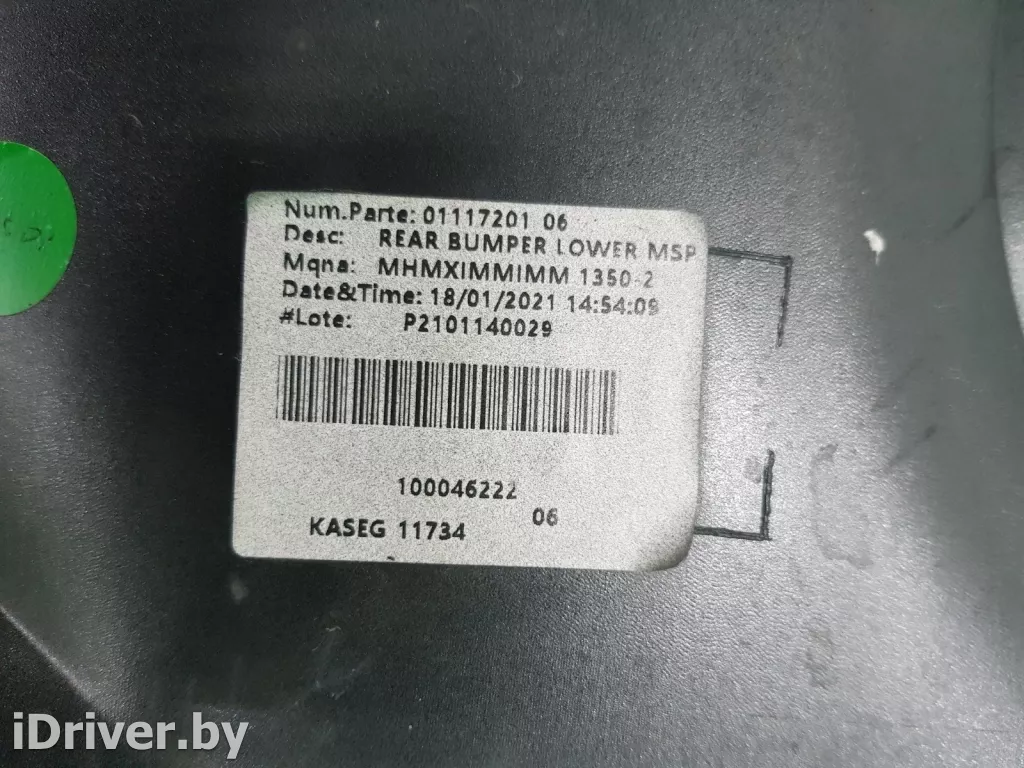 Num.Parte: 01117201 06
Desc: REAR BUMPER LOWER MSP
Mqna: MHMXIMMIMM 1350-2
Date&Time: 18/01/2021 14:54:09
#Lote: P2101140029
100046222
06
KASEG 11734
iDriver.by